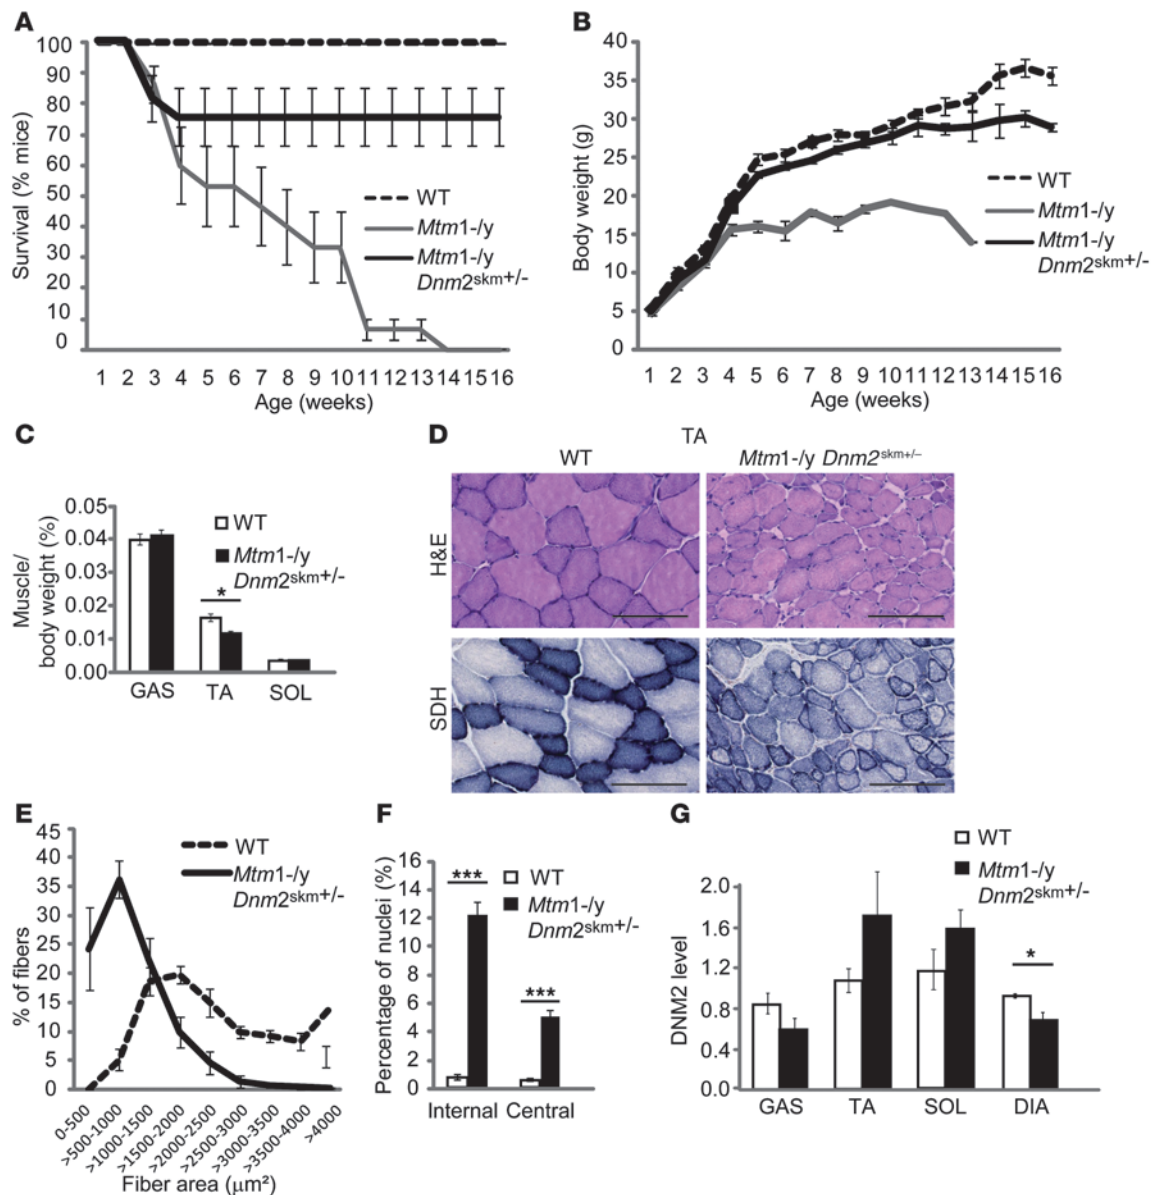 A
100
90
80
70
60
50
40
30
20
10
0
Survival (% mice)
WT
Mtm1-/y
Mtm1-/y
Dnm2skm+/-
1 2 3 4 5 6 7 8 9 10 11 12 13 14 15 16
Age (weeks)
B
40
35
30
25
20
15
10
5
0
Body weight (g)
WT
Mtm1-/y
Mtm1-/y
Dnm2skm+/-
1 2 3 4 5 6 7 8 9 10 11 12 13 14 15 16
Age (weeks)
C
0.05
0.04
0.03
0.02
0.01
0.00
Muscle/
body weight (%)
WT
Mtm1-/y
Dnm2skm+/-
*
GAS TA SOL
D
TA
WT Mtm1-/y Dnm2skm+/–
H&E
SDH
E
45
40
35
30
25
20
15
10
5
0
% of fibers
WT
Mtm1-/y
Dnm2skm+/-
0-500
>500-1000
>1000-1500
>1500-2000
>2000-2500
>2500-3000
>3000-3500
>3500-4000
>4000
Fiber area (μm²)
F
16
14
12
10
8
6
4
2
0
Percentage of nuclei (%)
WT
Mtm1-/y
Dnm2skm+/-
***
***
Internal Central
G
2.0
1.6
1.2
0.8
0.4
0.0
DNM2 level
WT
Mtm1-/y
Dnm2skm+/-
*
GAS TA SOL DIA